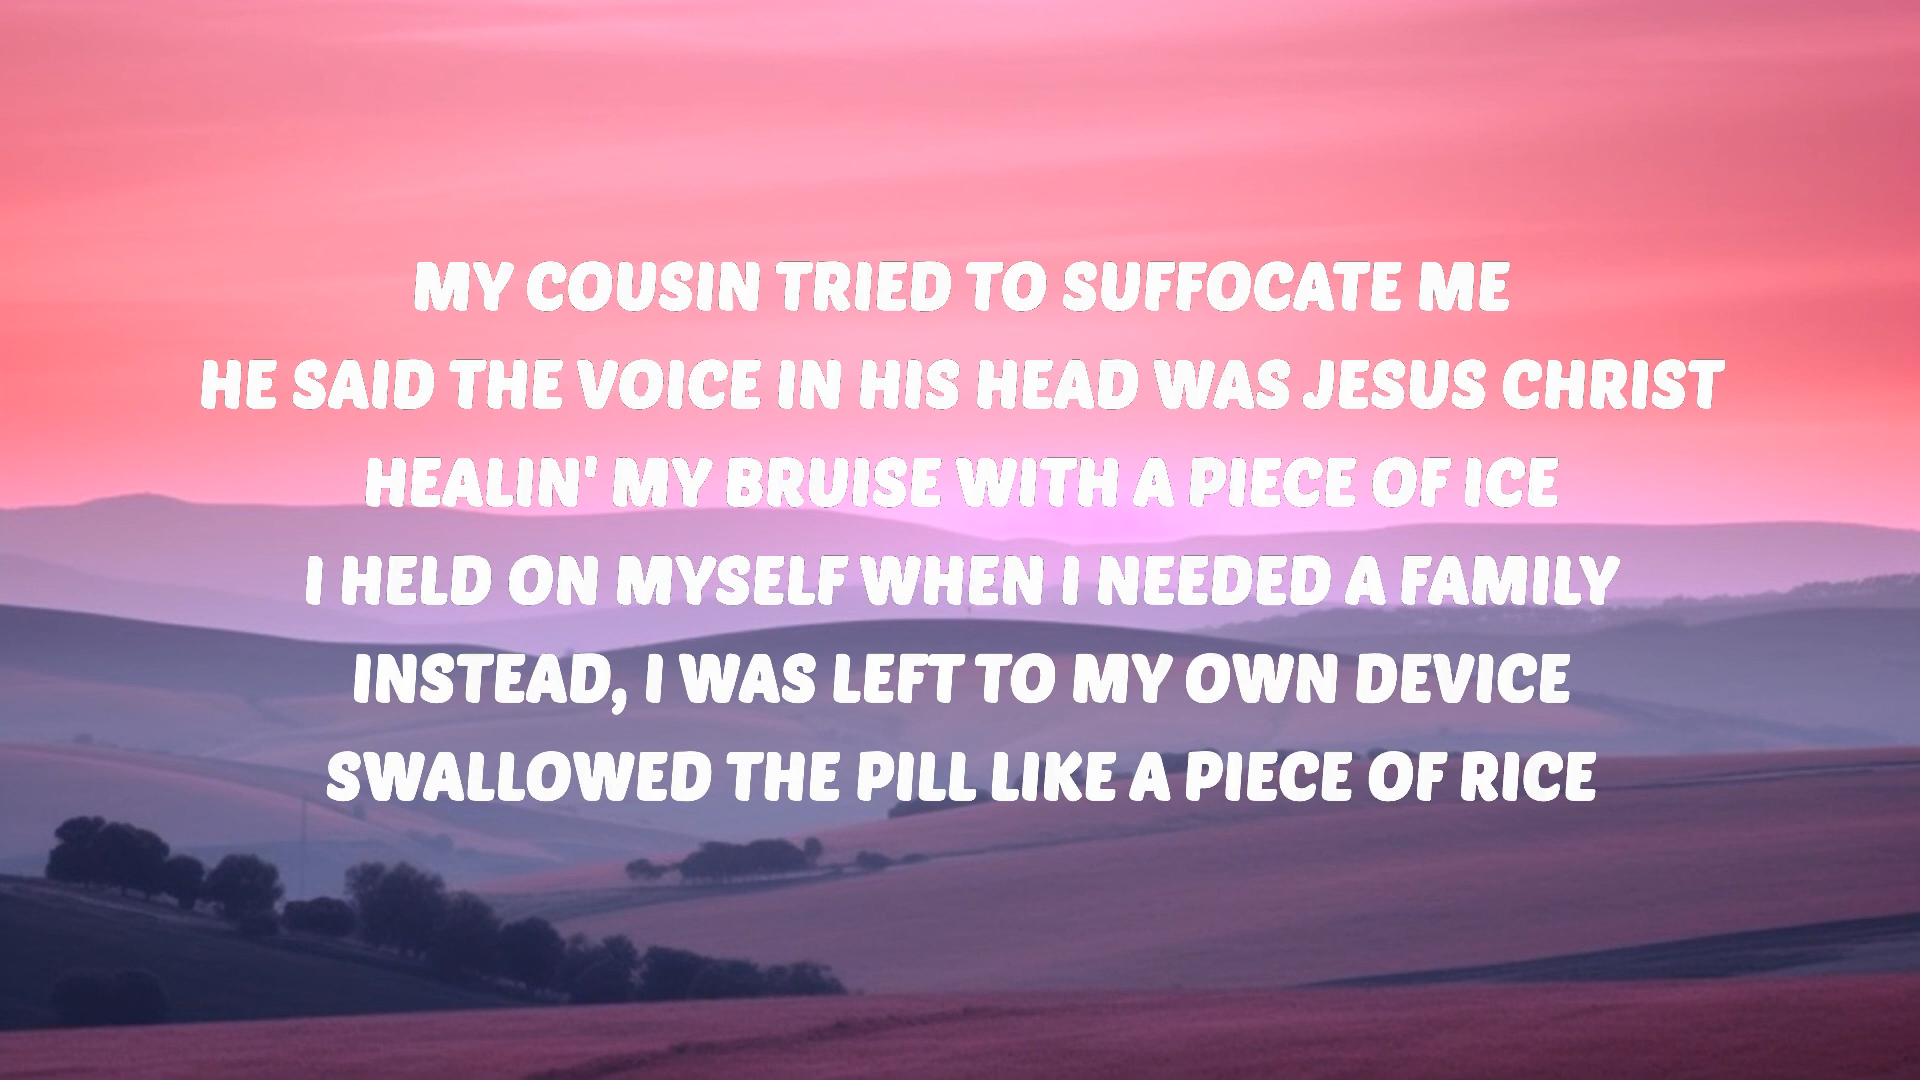 MY COUSIN TRIED TO SUFFOCATE ME
HE SAID THE VOICE IN HIS HEAD WAS JESUS CHRIST
HEALIN' MY BRUISE WITH A PIECE OF ICE
I HELD ON MYSELF WHEN I NEEDED A FAMILY
INSTEAD, I WAS LEFT TO MY OWN DEVICE
SWALLOWED THE PILL LIKE A PIECE OF RICE